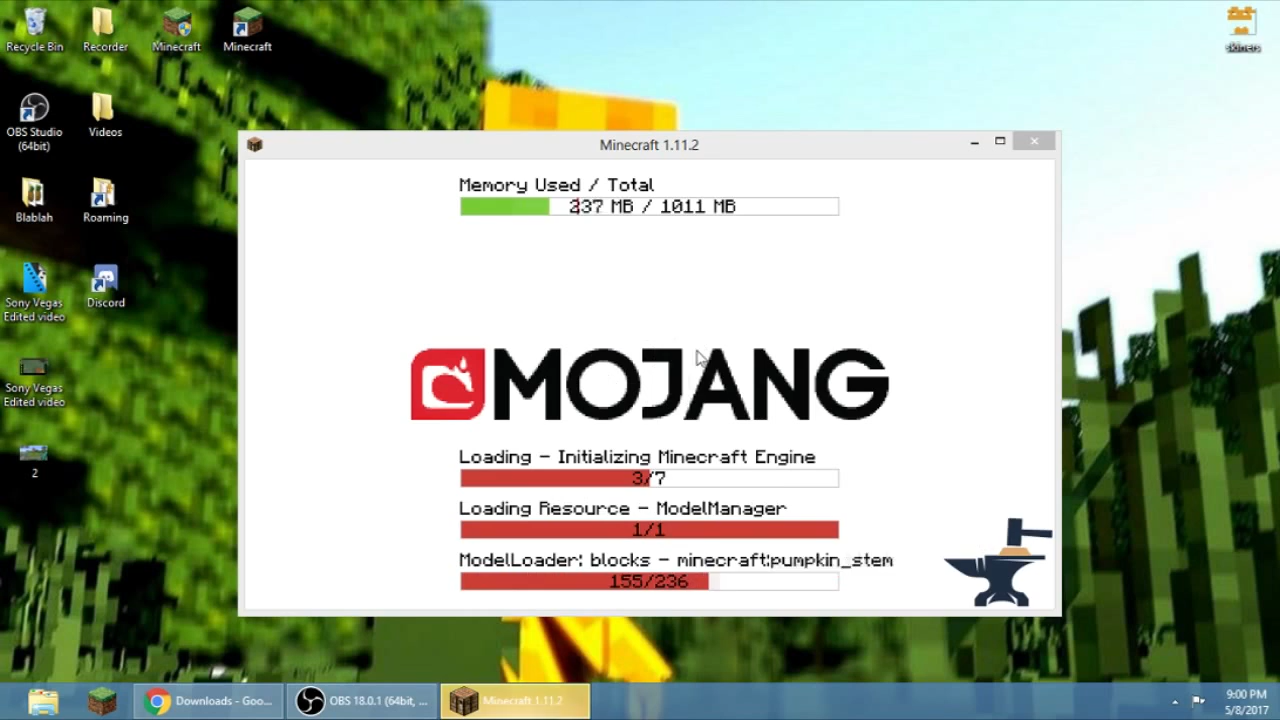 Recycle Bin
Recorder
Minecraft
Minecraft
skiners
OBS Studio
(64bit)
Videos
Blablah
Roaming
Sony Vegas
Edited video
Discord
Sony Vegas
Edited video
2
Minecraft 1.11.2
Memory Used / Total
237 MB / 1011 MB
MOJANG
Loading - Initializing Minecraft Engine
3/7
Loading Resource - ModelManager
1/1
ModelLoader: blocks - minecraft:pumpkin_stem
155/236
Downloads - Goo...
OBS 18.0.1 (64bit, ...
Minecraft 1.11.2
9:00 PM
5/8/2017